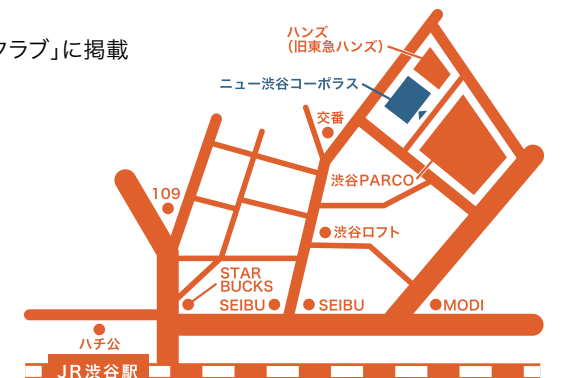 クラブ」に掲載
ハンズ
（旧東急ハンズ）
ニュー渋谷コーポラス
交番
渋谷PARCO
109
渋谷ロフト
STAR
BUCKS
SEIBU
SEIBU
MODI
ハチ公
JR渋谷駅